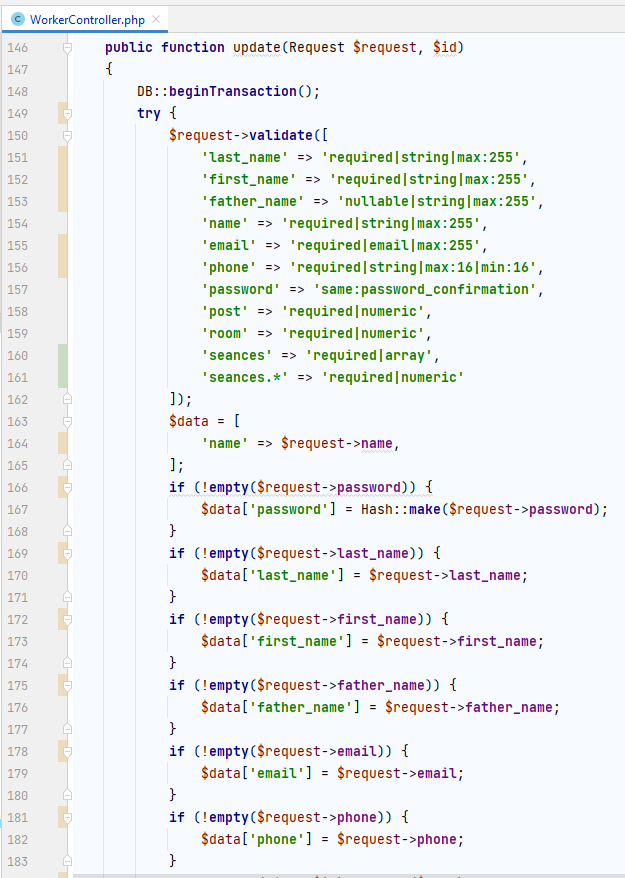 WorkerController.php
146 public function update(Request $request, $id)
147 {
148 DB::beginTransaction();
149 try {
150 $request->validate([
151 'last_name' => 'required|string|max:255',
152 'first_name' => 'required|string|max:255',
153 'father_name' => 'nullable|string|max:255',
154 'name' => 'required|string|max:255',
155 'email' => 'required|email|max:255',
156 'phone' => 'required|string|max:16|min:16',
157 'password' => 'same:password_confirmation',
158 'post' => 'required|numeric',
159 'room' => 'required|numeric',
160 'seances' => 'required|array',
161 'seances.*' => 'required|numeric'
162 ]);
163 $data = [
164 'name' => $request->name,
165 ];
166 if (!empty($request->password)) {
167 $data['password'] = Hash::make($request->password);
168 }
169 if (!empty($request->last_name)) {
170 $data['last_name'] = $request->last_name;
171 }
172 if (!empty($request->first_name)) {
173 $data['first_name'] = $request->first_name;
174 }
175 if (!empty($request->father_name)) {
176 $data['father_name'] = $request->father_name;
177 }
178 if (!empty($request->email)) {
179 $data['email'] = $request->email;
180 }
181 if (!empty($request->phone)) {
182 $data['phone'] = $request->phone;
183 }